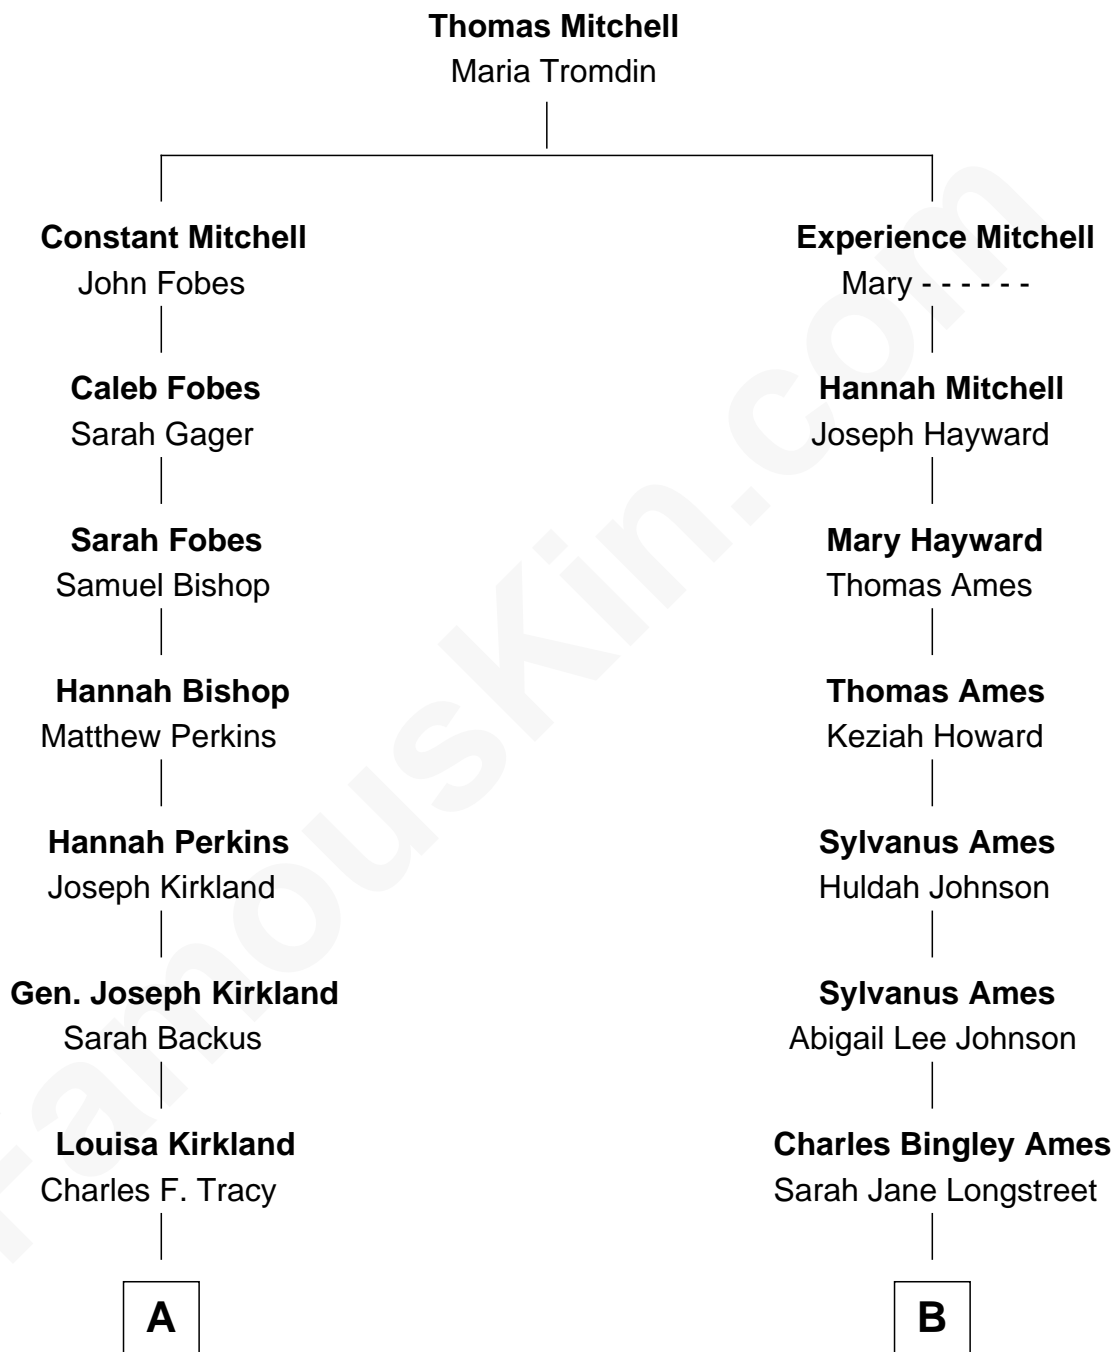 Thomas Mitchell
Maria Tromdin
Constant Mitchell
John Fobes
Experience Mitchell
Mary - - - - - -
Caleb Fobes
Sarah Gager
Hannah Mitchell
Joseph Hayward
Sarah Fobes
Samuel Bishop
Mary Hayward
Thomas Ames
Hannah Bishop
Matthew Perkins
Thomas Ames
Keziah Howard
Hannah Perkins
Joseph Kirkland
Sylvanus Ames
Huldah Johnson
Gen. Joseph Kirkland
Sarah Backus
Sylvanus Ames
Abigail Lee Johnson
Louisa Kirkland
Charles F. Tracy
Charles Bingley Ames
Sarah Jane Longstreet
A
B
FamousKin.com